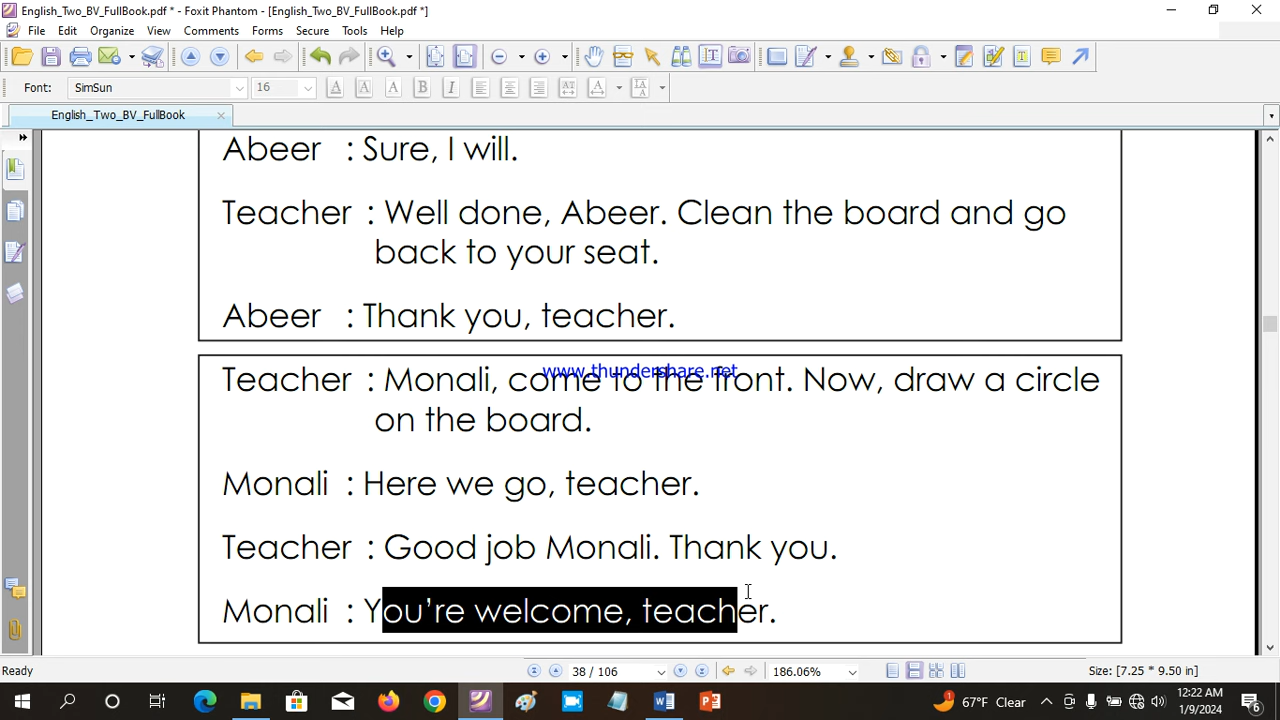 English_Two_BV_FullBook.pdf * - Foxit Phantom - [English_Two_BV_FullBook.pdf *]
File Edit Organize View Comments Forms Secure Tools Help
Font: SimSun 16
English_Two_BV_FullBook
Abeer : Sure, I will.
Teacher : Well done, Abeer. Clean the board and go
back to your seat.
Abeer : Thank you, teacher.
www.thundershare.net
Teacher : Monali, come to the front. Now, draw a circle
on the board.
Monali : Here we go, teacher.
Teacher : Good job Monali. Thank you.
Monali : You're welcome, teacher.
Ready 38 / 106 186.06% Size: [7.25 * 9.50 in]
67°F Clear 12:22 AM
1/9/2024